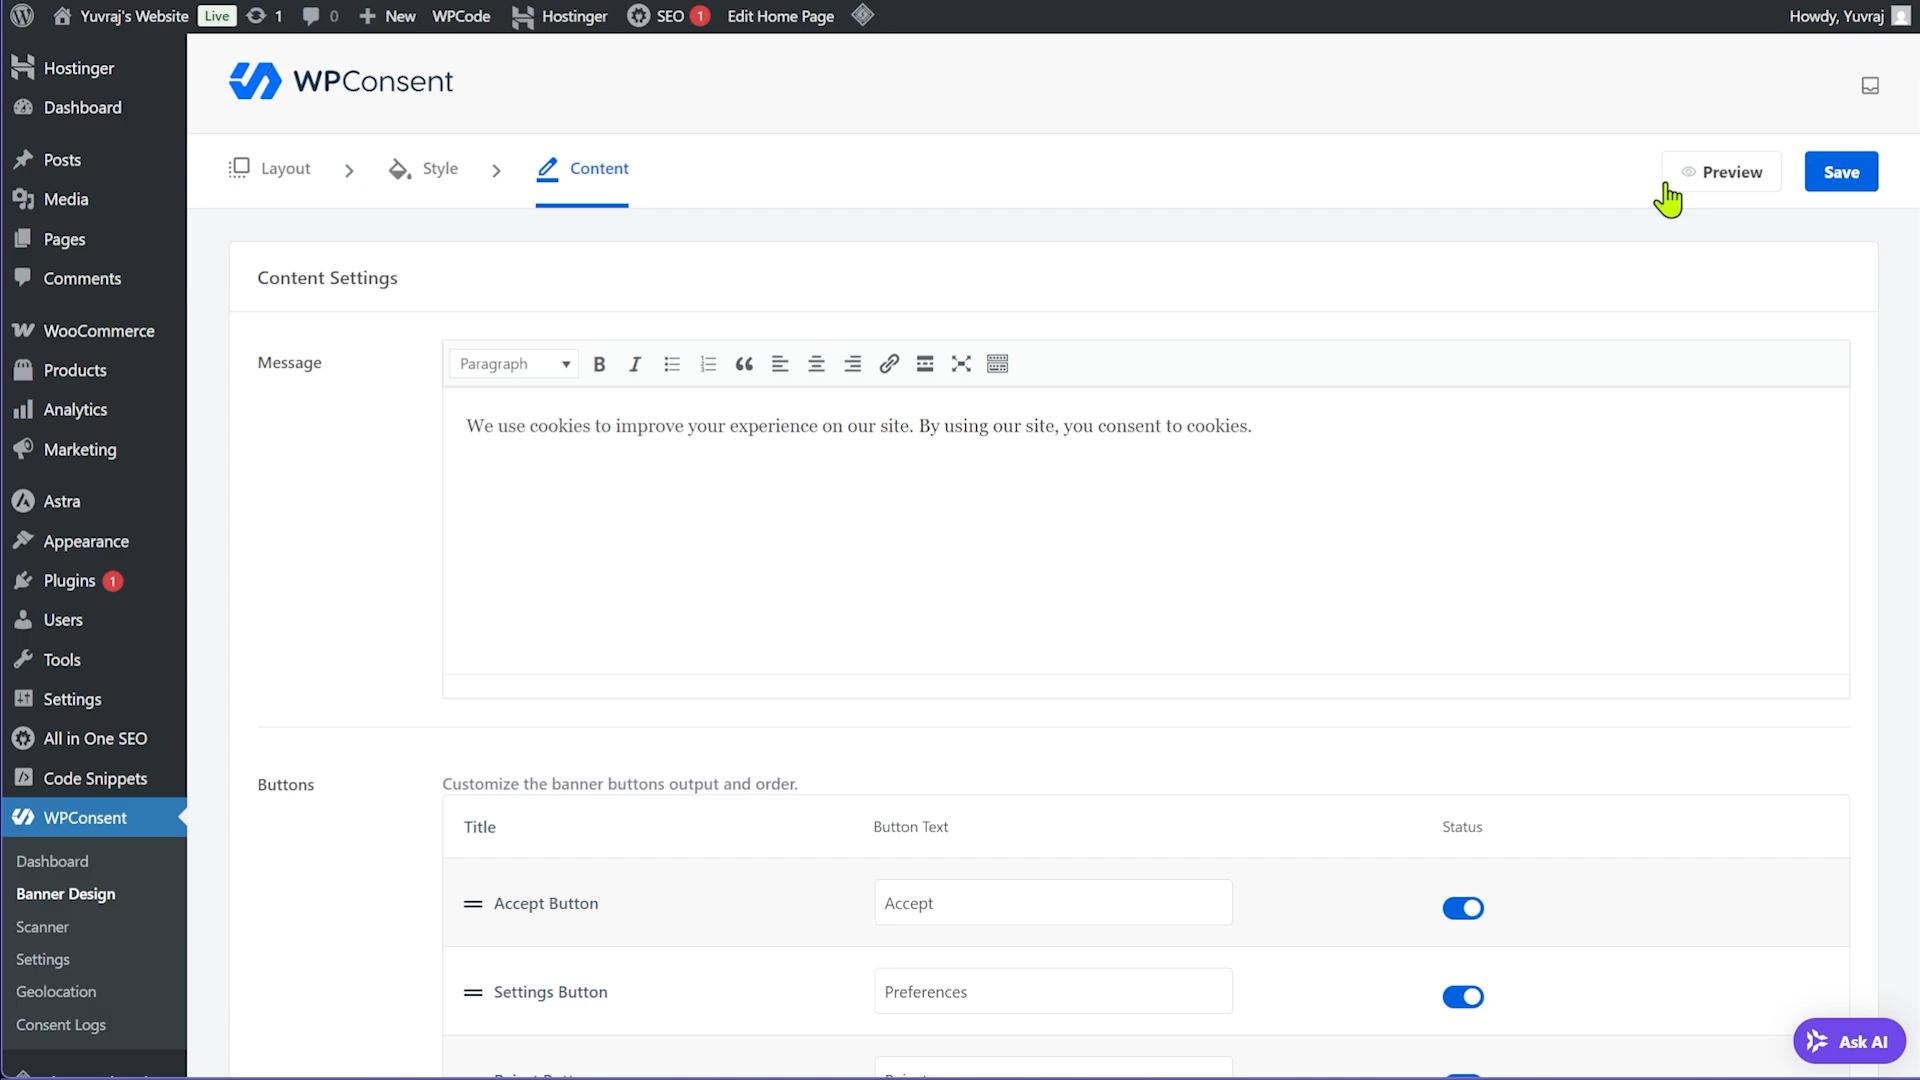 Yuvraj's Website Live 1 0 New WPCode Hostinger SEO 1 Edit Home Page Howdy, Yuvraj
Hostinger
Dashboard
Posts
Media
Pages
Comments
WooCommerce
Products
Analytics
Marketing
Astra
Appearance
Plugins 1
Users
Tools
Settings
All in One SEO
Code Snippets
WPConsent
Dashboard
Banner Design
Scanner
Settings
Geolocation
Consent Logs
WPConsent
Layout Style Content Preview Save
Content Settings
Message
Paragraph
We use cookies to improve your experience on our site. By using our site, you consent to cookies.
Buttons
Customize the banner buttons output and order.
Title Button Text Status
Accept Button Accept
Settings Button Preferences
Ask AI